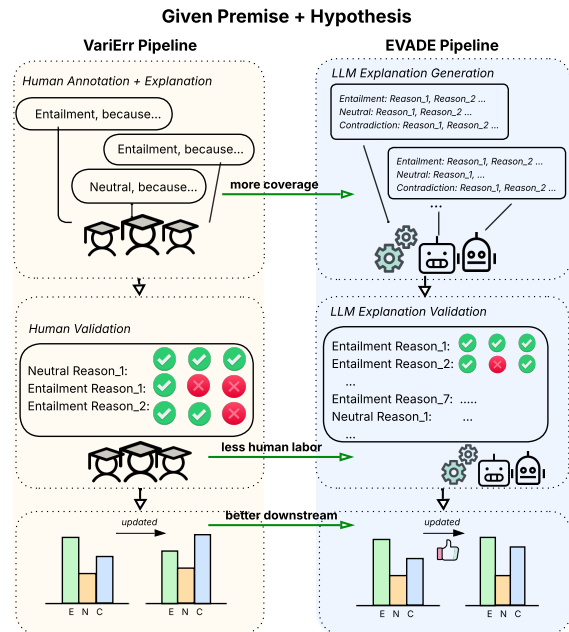 Given Premise + Hypothesis
VariErr Pipeline
Human Annotation + Explanation
Entailment, because...
Entailment, because...
Neutral, because...
more coverage
Human Validation
Neutral Reason_1:
Entailment Reason_1:
Entailment Reason_2:
less human labor
better downstream
updated
E N C
E N C
EVADE Pipeline
LLM Explanation Generation
Entailment: Reason_1, Reason_2 ...
Neutral: Reason_1, Reason_2 ...
Contradiction: Reason_1, Reason_2 ...
Entailment: Reason_1, Reason_2 ...
Neutral: Reason_1, ...
Contradiction: Reason_1, Reason_2 ...
...
LLM Explanation Validation
Entailment Reason_1:
Entailment Reason_2:
...
Entailment Reason_7: .....
Neutral Reason_1: ...
...
updated
E N C
E N C